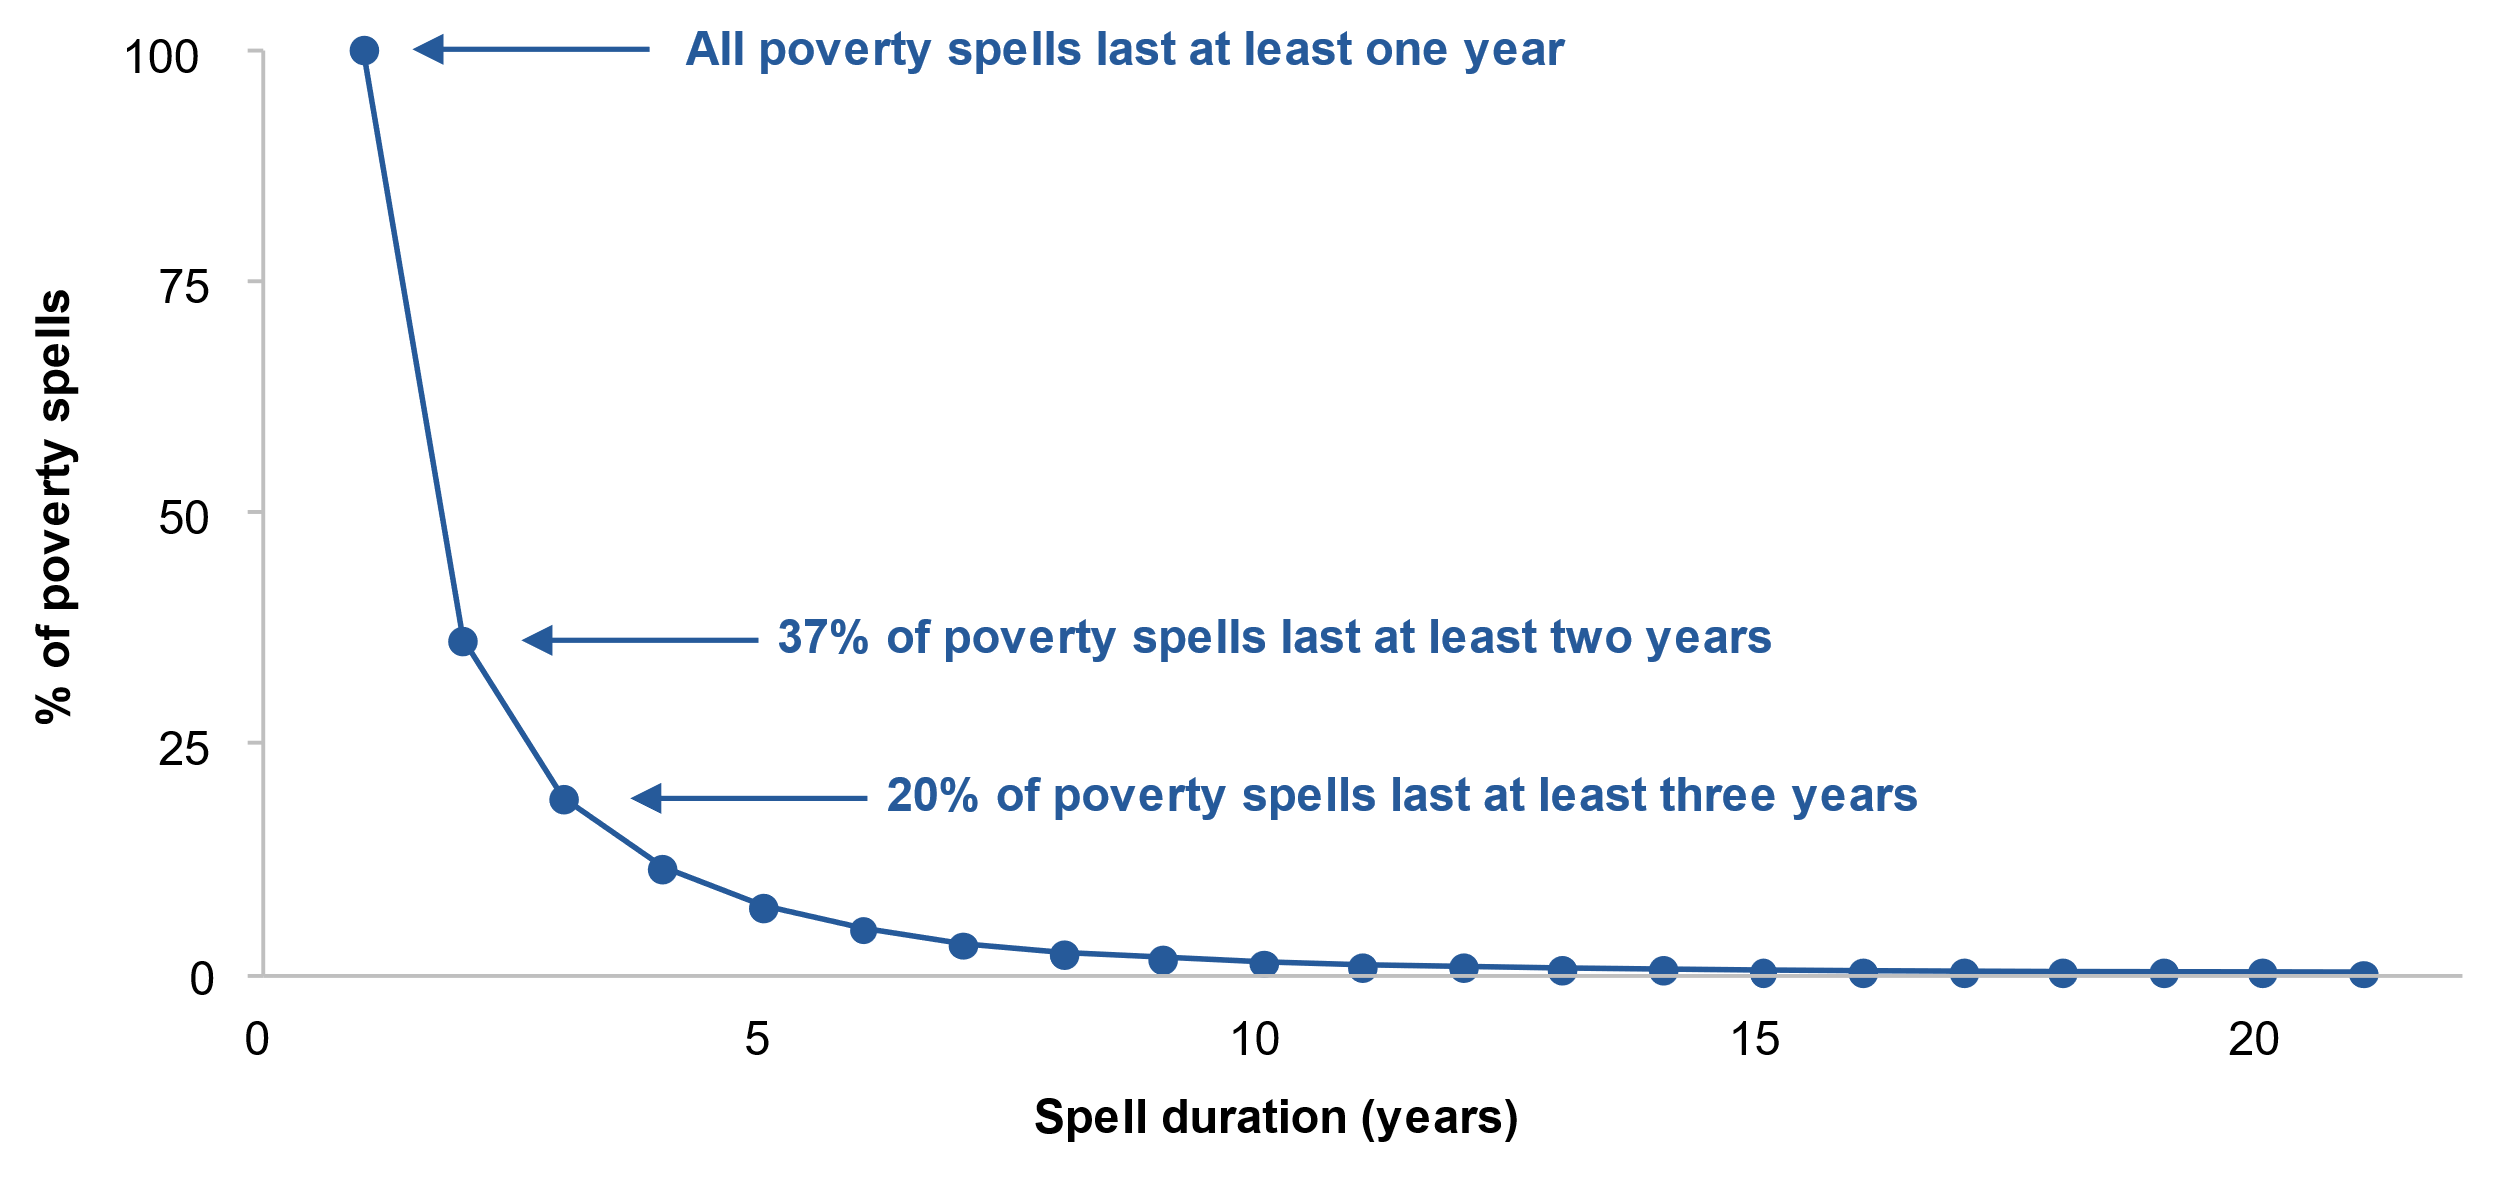 100
All poverty spells last at least one year
75
% of poverty spells
50
37% of poverty spells last at least two years
25
20% of poverty spells last at least three years
0
0 5 10 15 20
Spell duration (years)